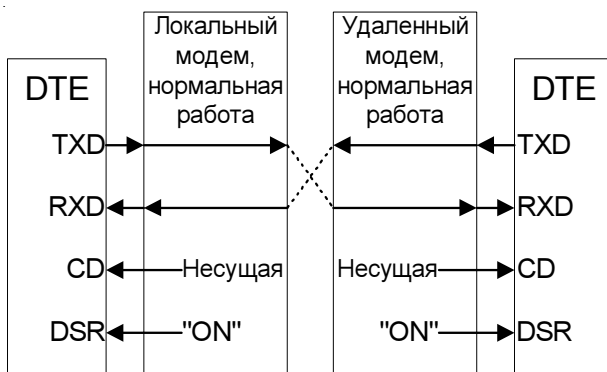 Локальный
модем,
нормальная
работа
Удаленный
модем,
нормальная
работа
DTE
DTE
TXD
TXD
RXD
RXD
CD
Несущая
Несущая
CD
DSR
"ON"
"ON"
DSR